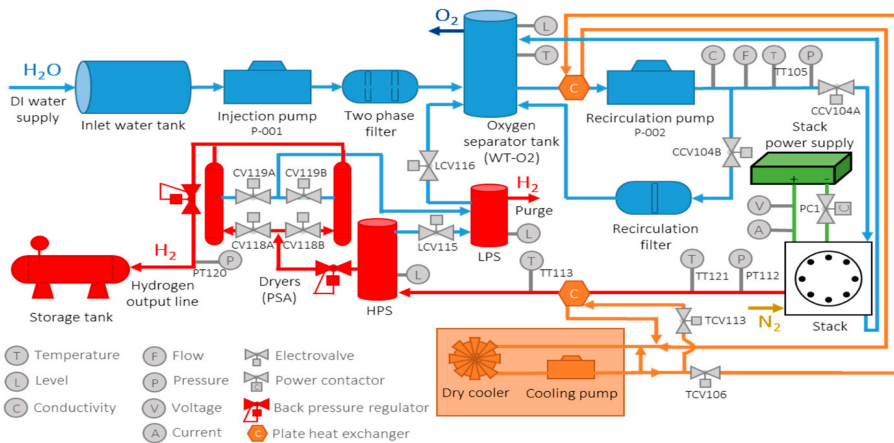 O2
L
T
H2O
DI water
supply
Inlet water tank
Injection pump
P-001
Two phase
filter
Oxygen
separator tank
(WT-O2)
C
Recirculation pump
P-002
C
F
T
P
TT105
CCV104A
Stack
power supply
+
-
CCV104B
LCV116
H2
Purge
LPS
L
Recirculation
filter
V
A
PC1
C
CV119A
CV119B
CV118A
CV118B
LCV115
Dryers
(PSA)
HPS
L
H2
PT120
P
Hydrogen
output line
Storage tank
T
TT113
C
T
TT121
P
PT112
N2
Stack
TCV113
Dry cooler
Cooling pump
TCV106
T Temperature
F Flow
Electrovalve
L Level
P Pressure
C Power contactor
C Conductivity
V Voltage
Back pressure regulator
A Current
C Plate heat exchanger